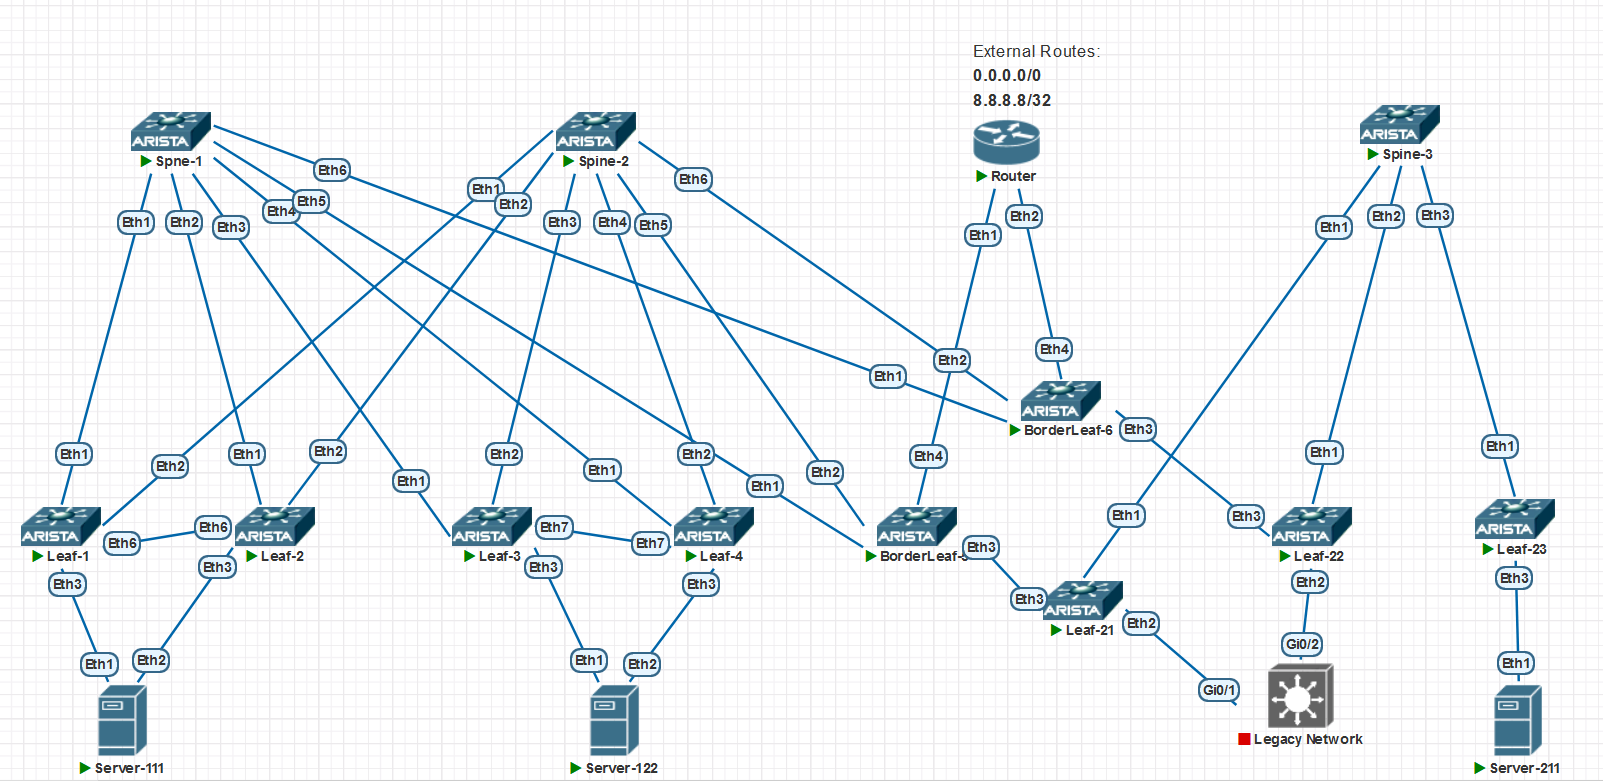 External Routes:
0.0.0.0/0
8.8.8.8/32
ARISTA
Spne-1
ARISTA
Spine-2
Router
ARISTA
Spine-3
Eth6
Eth1
Eth2
Eth3
Eth4
Eth5
Eth1
Eth2
Eth3
Eth4
Eth5
Eth6
Eth1
Eth2
Eth1
Eth2
Eth3
Eth4
Eth2
Eth1
ARISTA
BorderLeaf-6
Eth3
Eth1
Eth2
Eth1
Eth2
Eth1
Eth2
Eth1
Eth2
Eth1
Eth2
Eth4
Eth1
Eth1
Eth1
Eth3
ARISTA
Leaf-1
Eth6
Eth6
ARISTA
Leaf-2
ARISTA
Leaf-3
Eth7
Eth7
ARISTA
Leaf-4
ARISTA
BorderLeaf-5
Eth3
ARISTA
Leaf-22
ARISTA
Leaf-23
Eth3
Eth3
Eth3
Eth3
Eth3
ARISTA
Leaf-21
Eth2
Eth2
Eth3
Eth1
Eth2
Eth1
Eth2
Gi0/1
Gi0/2
Eth1
Server-111
Server-122
Legacy Network
Server-211